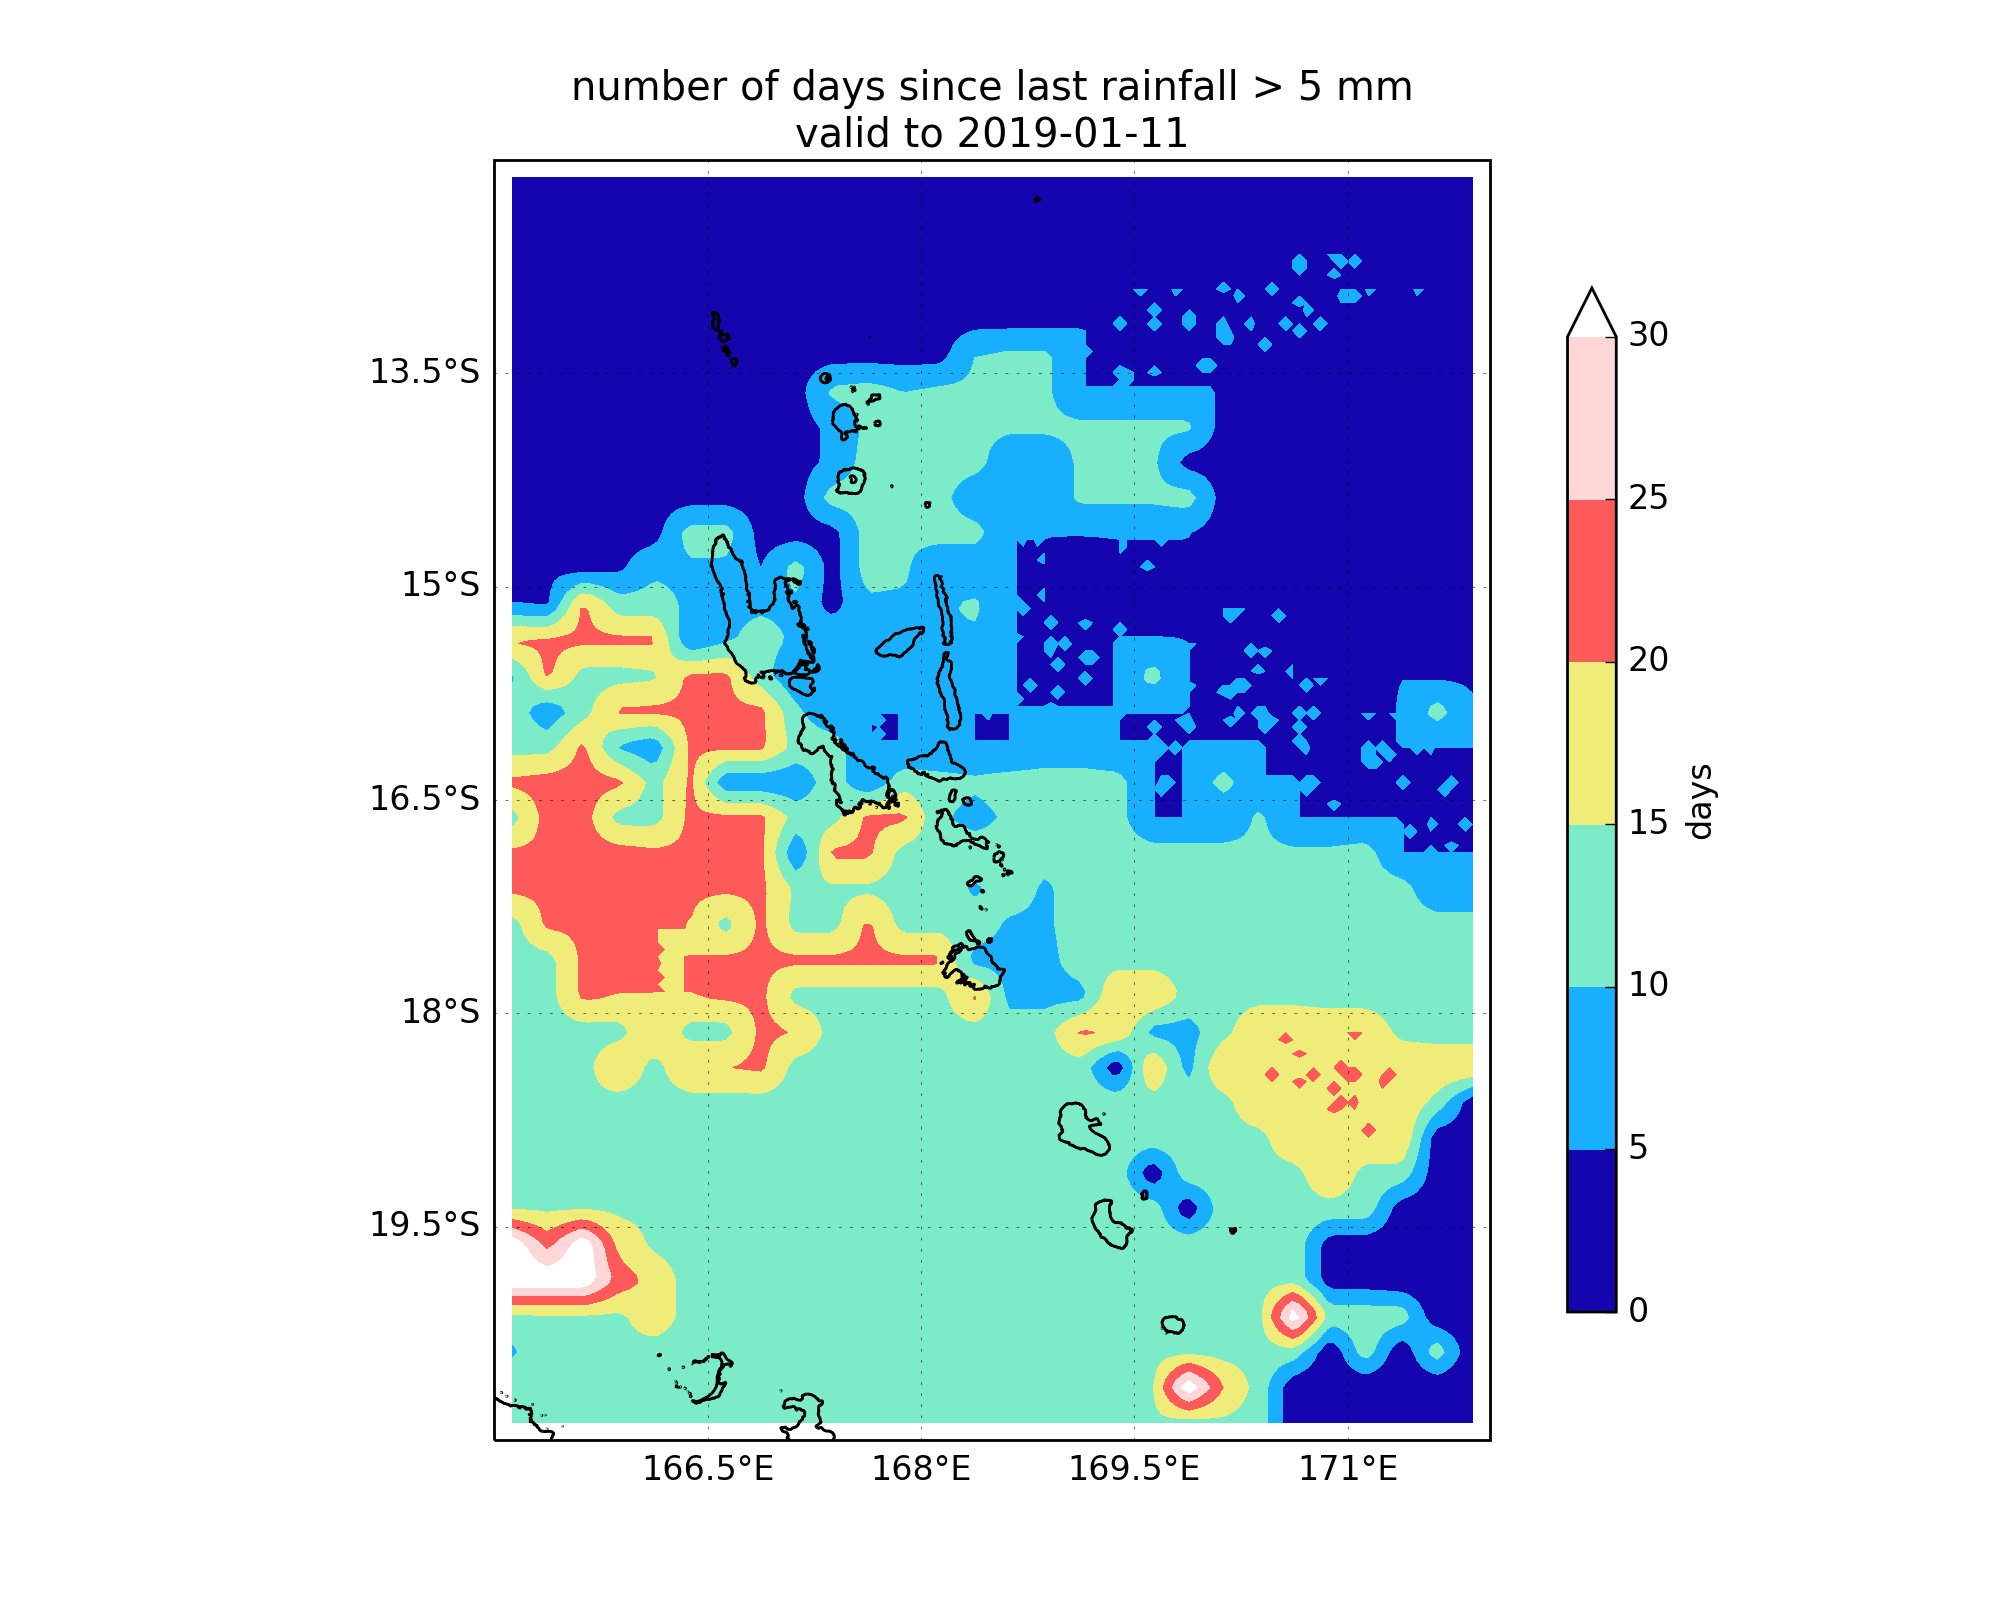 number of days since last rainfall > 5 mm
valid to 2019-01-11
13.5°S
15°S
16.5°S
18°S
19.5°S
166.5°E
168°E
169.5°E
171°E
30
25
20
15
10
5
0
days